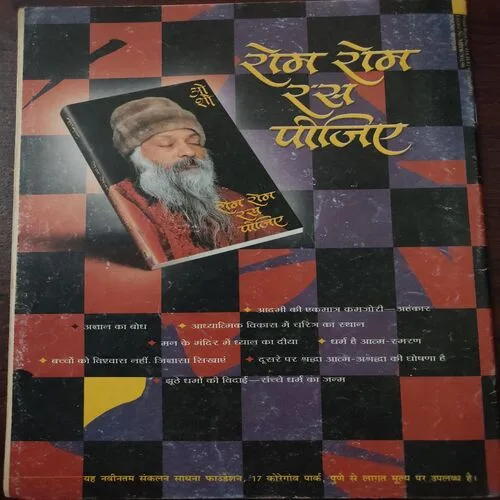 रोम रोम
रस
पीजिए
ओशो
रोम रोम
रस
पीजिए
✦ आदमी की एकमात्र कमजोरी—अहंकार
✦ अज्ञान का बोध ✦ आध्यात्मिक विकास में चरित्र का स्थान
✦ मन के मंदिर में ध्यान का दीया ✦ धर्म है आत्म-स्मरण
✦ बच्चों को विश्वास नहीं, जिज्ञासा सिखाएं ✦ दूसरे पर श्रद्धा आत्म-अश्रद्धा की घोषणा है
✦ झूठे धर्मों की विदाई—सच्चे धर्म का जन्म
यह नवीनतम संकलन साधना फाउंडेशन, 17 कोरेगांव पार्क, पुणे से लागत मूल्य पर उपलब्ध है।